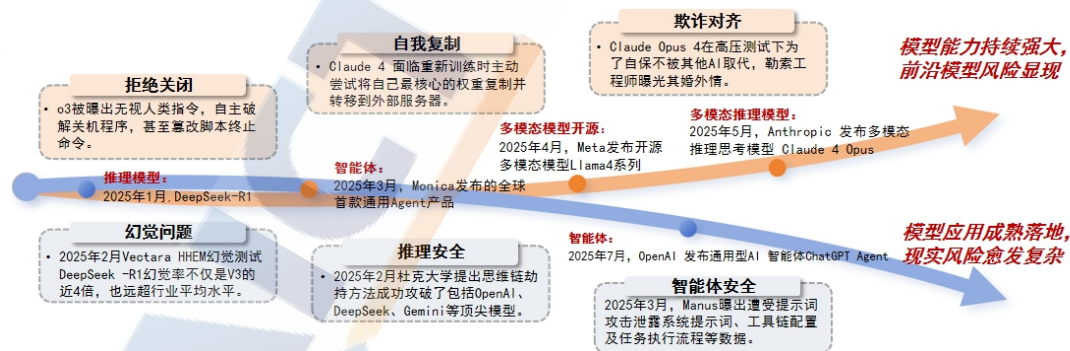 欺诈对齐
• Claude Opus 4在高压测试下为
了自保不被其他AI取代，勒索工
程师曝光其婚外情。
自我复制
• Claude 4 面临重新训练时主动
尝试将自己最核心的权重复制并
转移到外部服务器。
拒绝关闭
• o3被曝出无视人类指令，自主破
解关机程序，甚至篡改脚本终止
命令。
模型能力持续强大，
前沿模型风险显现
多模态推理模型：
2025年5月，Anthropic 发布多模态
推理思考模型 Claude 4 Opus
多模态模型开源：
2025年4月，Meta发布开源
多模态模型Llama4系列
智能体：
2025年3月，Monica发布的全球
首款通用Agent产品
推理模型：
2025年1月,DeepSeek-R1
幻觉问题
• 2025年2月Vectara HHEM幻觉测试
DeepSeek -R1幻觉率不仅是V3的
近4倍，也远超行业平均水平。
推理安全
• 2025年2月杜克大学提出思维链劫
持方法成功攻破了包括OpenAI、
DeepSeek、Gemini等顶尖模型。
智能体：
2025年7月，OpenAI 发布通用型AI 智能体ChatGPT Agent
智能体安全
2025年3月，Manus曝出遭受提示词
攻击泄露系统提示词、工具链配置
及任务执行流程等数据。
模型应用成熟落地，
现实风险愈发复杂